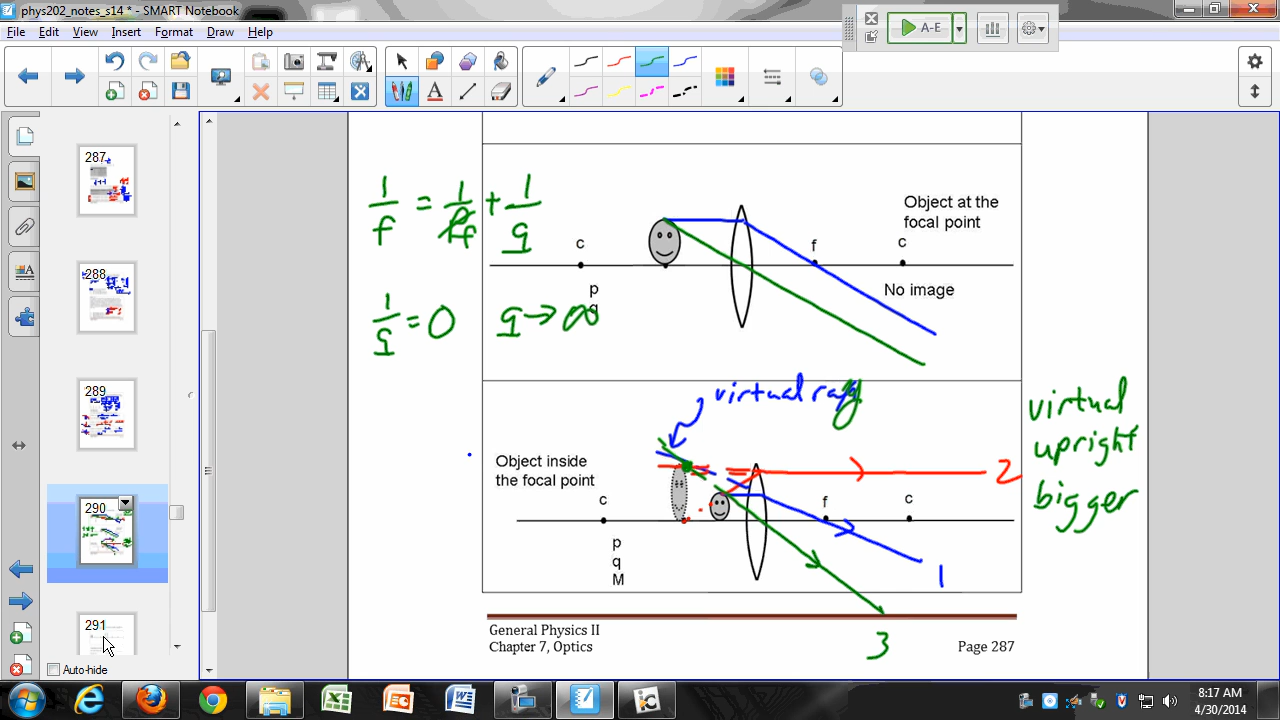 phys202_notes_s14 * - SMART Notebook
File Edit View Insert Format Draw Help
A-E
287
288
289
290
291
Auto-hide
1/f = 1/f + 1/q
1/q = 0 q → ∞
Object at the
focal point
c
f
c
p
q
No image
virtual ray
Object inside
the focal point
c
f
c
p
q
M
2
1
3
virtual
upright
bigger
General Physics II
Chapter 7, Optics
Page 287
8:17 AM
4/30/2014